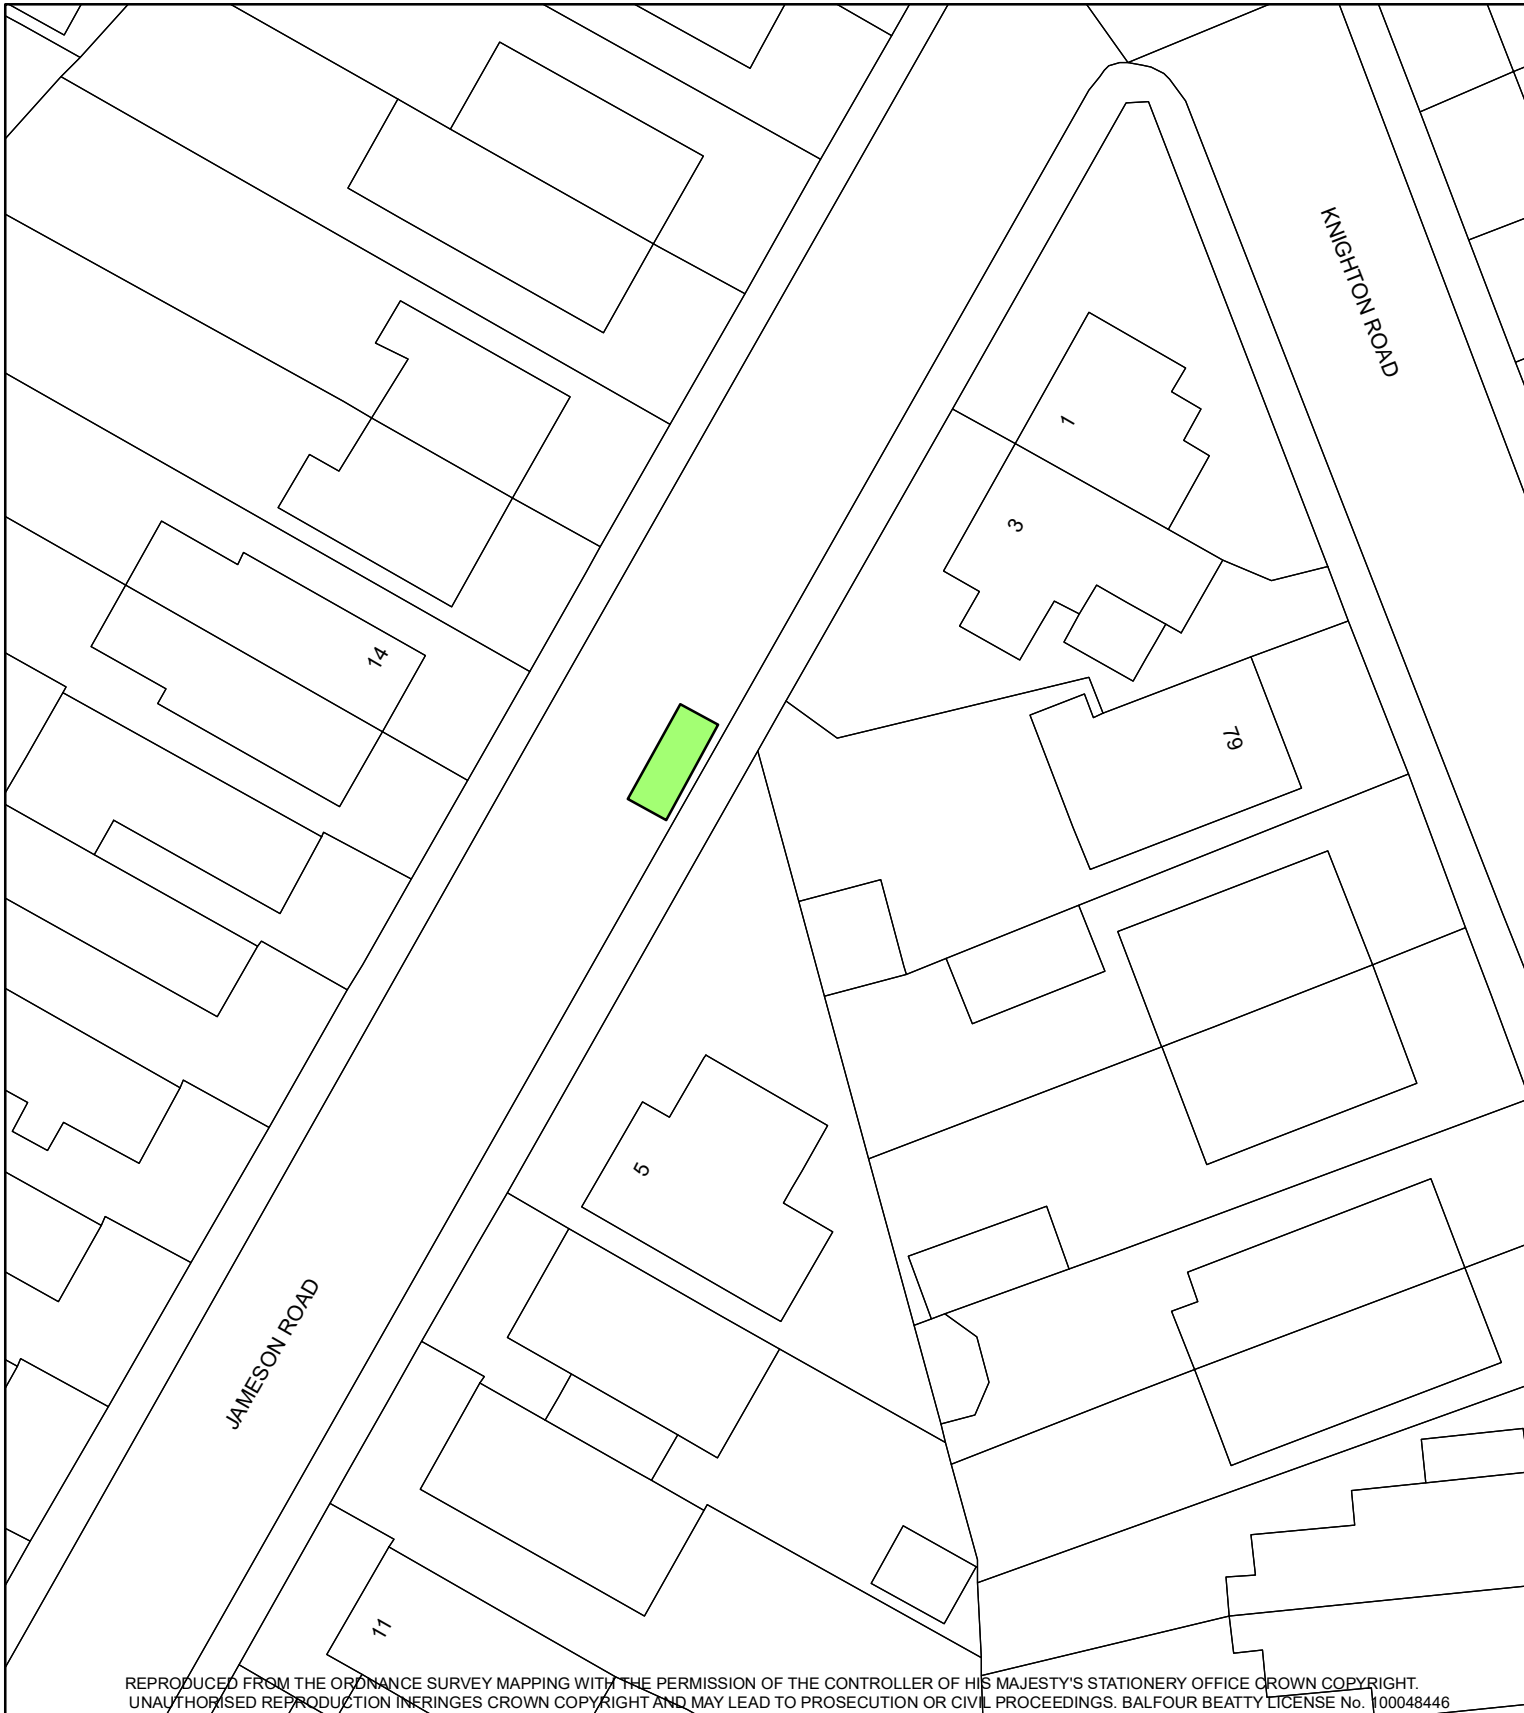 KNIGHTON ROAD
1
3
14
79
5
JAMESON ROAD
11
REPRODUCED FROM THE ORDNANCE SURVEY MAPPING WITH THE PERMISSION OF THE CONTROLLER OF HIS MAJESTY'S STATIONERY OFFICE CROWN COPYRIGHT.
UNAUTHORISED REPRODUCTION INFRINGES CROWN COPYRIGHT AND MAY LEAD TO PROSECUTION OR CIVIL PROCEEDINGS. BALFOUR BEATTY LICENSE No. 100048446